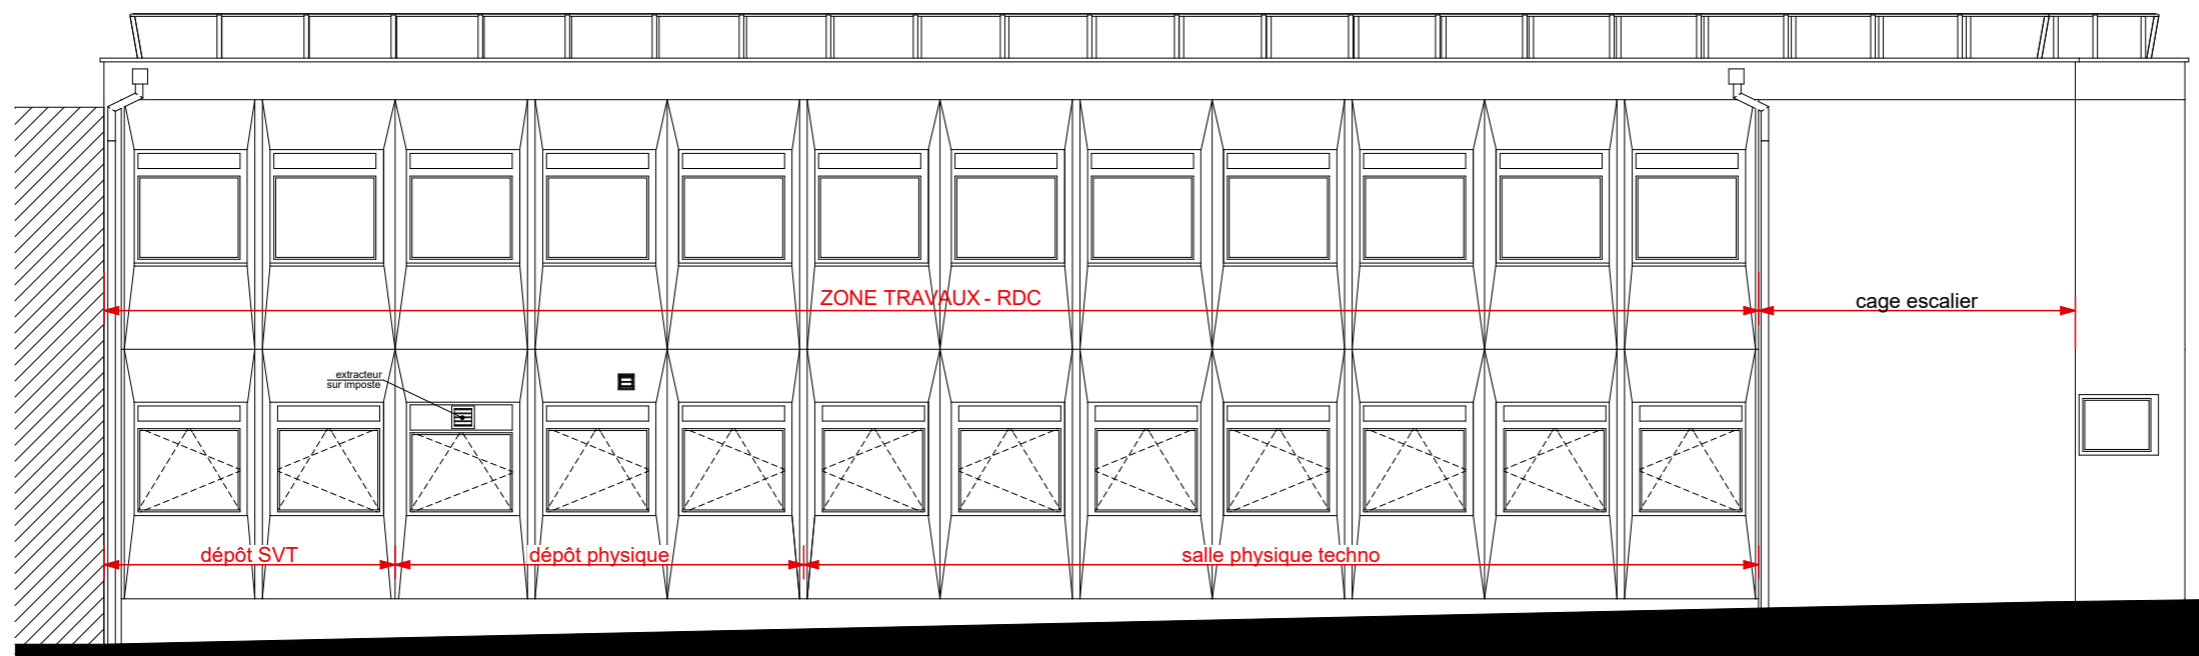 ZONE TRAVAUX - RDC
cage escalier
extracteur
sur imposte
dépôt SVT
dépôt physique
salle physique techno